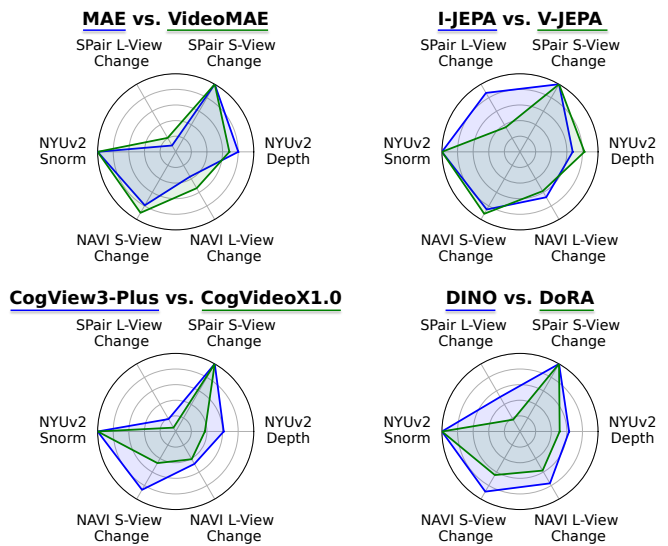 MAE vs. VideoMAE
SPair L-View
Change
SPair S-View
Change
NYUv2
Snorm
NYUv2
Depth
NAVI S-View
Change
NAVI L-View
Change
I-JEPA vs. V-JEPA
SPair L-View
Change
SPair S-View
Change
NYUv2
Snorm
NYUv2
Depth
NAVI S-View
Change
NAVI L-View
Change
CogView3-Plus vs. CogVideoX1.0
SPair L-View
Change
SPair S-View
Change
NYUv2
Snorm
NYUv2
Depth
NAVI S-View
Change
NAVI L-View
Change
DINO vs. DoRA
SPair L-View
Change
SPair S-View
Change
NYUv2
Snorm
NYUv2
Depth
NAVI S-View
Change
NAVI L-View
Change